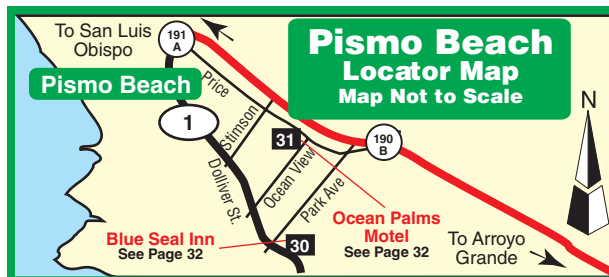 To San Luis
Obispo
191
A
Pismo Beach
Locator Map
Map Not to Scale
Pismo Beach
Price
1
Stimson
31
190
B
N
Dolliver St.
Ocean View
Park Ave
Ocean Palms
Motel
See Page 32
Blue Seal Inn
See Page 32
30
To Arroyo
Grande